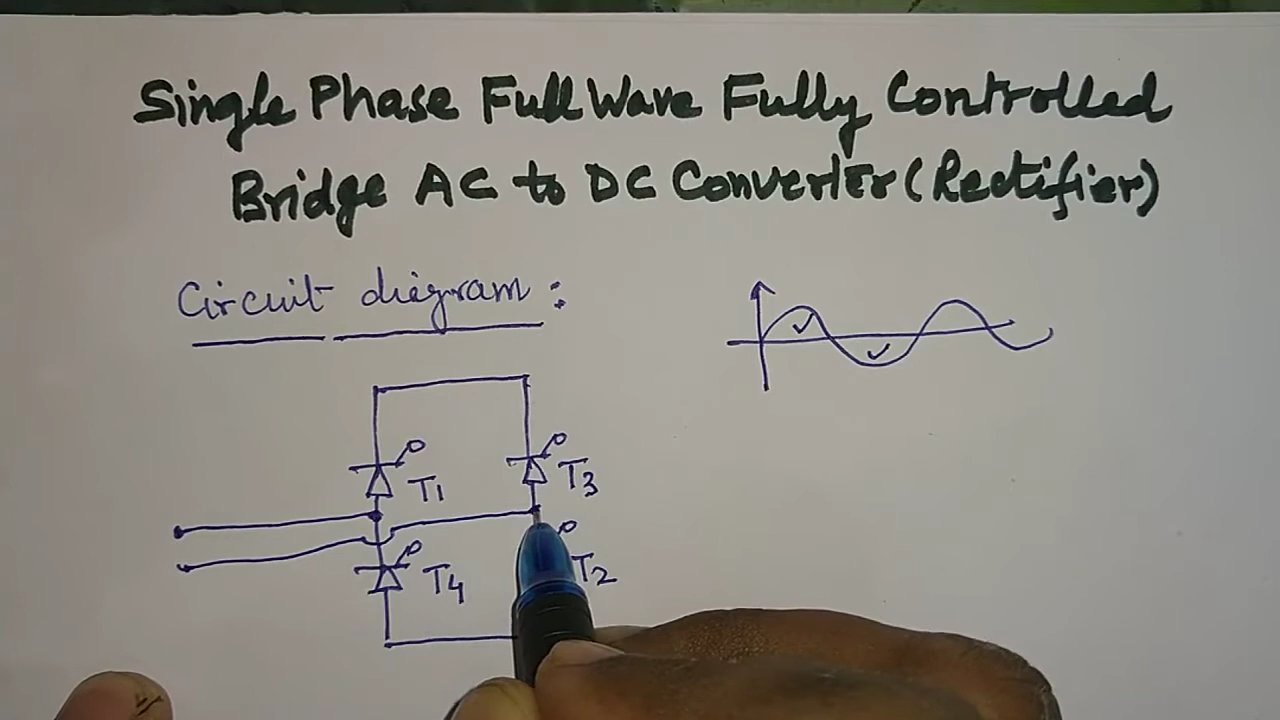 Single Phase Full Wave Fully Controlled
Bridge AC to DC Converter (Rectifier)
Circuit diagram :
T1
T3
T4
T2